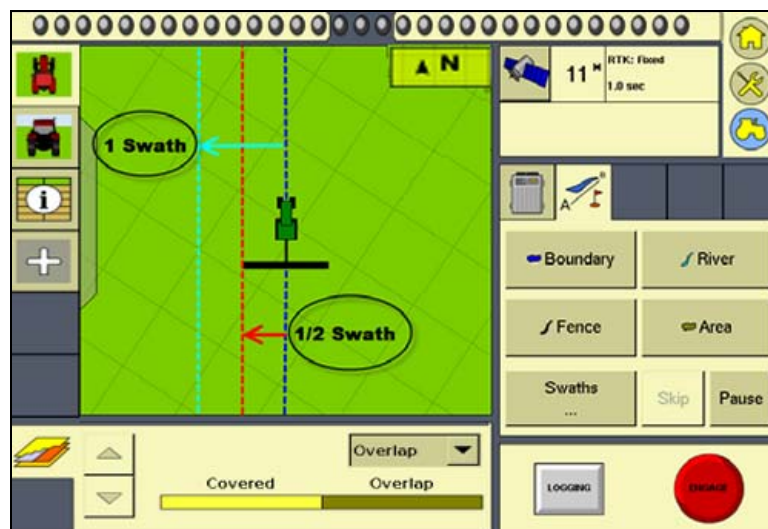 N
11 M
RTK: Fixed
1.0 sec
1 Swath
i
A B
Boundary
River
1/2 Swath
Fence
Area
Swaths
...
Skip
Pause
Overlap
Covered
Overlap
LOGGING
ENGAGE